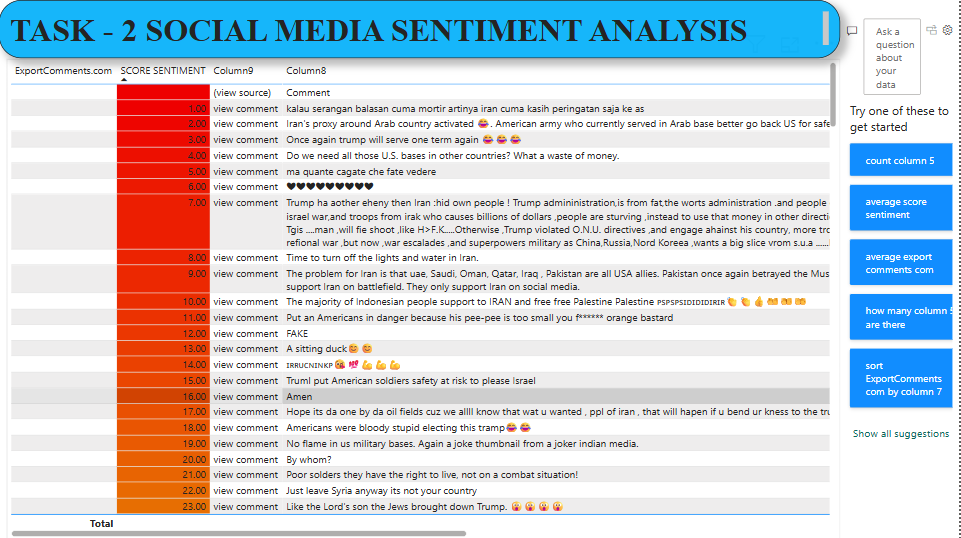 TASK - 2 SOCIAL MEDIA SENTIMENT ANALYSIS
ExportComments.com SCORE SENTIMENT Column9 Column8
(view source) Comment
1.00 view comment kalau serangan balasan cuma mortir artinya iran cuma kasih peringatan saja ke as
2.00 view comment Iran's proxy around Arab country activated 😂. American army who currently served in Arab base better go back US for safe
3.00 view comment Once again trump will serve one term again 😂 😂 😂
4.00 view comment Do we need all those U.S. bases in other countries? What a waste of money.
5.00 view comment ma quante cagate che fate vedere
6.00 view comment ♥♥♥♥♥♥♥♥♥
7.00 view comment Trump ha aother eheny then Iran :hid own people ! Trump admininistration,is from fat,the worts administration .and people
israel war,and troops from irak who causes billions of dollars ,people are sturving ,instead to use that money in other directi
Tgis ....man ,will fie shoot ,like H>F.K.....Otherwise ,Trump violated O.N.U. directives ,and engage ahainst his country, more tro
refional war ,but now ,war escalades ,and superpowers military as China,Russia,Nord Koreea ,wants a big slice vrom s.u.a ......
8.00 view comment Time to turn off the lights and water in Iran.
9.00 view comment The problem for Iran is that uae, Saudi, Oman, Qatar, Iraq , Pakistan are all USA allies. Pakistan once again betrayed the Mus
support Iran on battlefield. They only support Iran on social media.
10.00 view comment The majority of Indonesian people support to IRAN and free free Palestine Palestine ᴘsᴘsᴘsɪᴅɪᴅɪᴅɪʀɪʀ
11.00 view comment Put an Americans in danger because his pee-pee is too small you f****** orange bastard
12.00 view comment FAKE
13.00 view comment A sitting duck
14.00 view comment ɪʀʀᴜᴄɴɪɴᴋᴘ 😘 💯 💪 💪 💪
15.00 view comment Truml put American soldiers safety at risk to please Israel
16.00 view comment Amen
17.00 view comment Hope its da one by da oil fields cuz we allll know that wat u wanted , ppl of iran , that will hapen if u bend ur kness to the tru
18.00 view comment Americans were bloody stupid electing this tramp😂😂
19.00 view comment No flame in us military bases. Again a joke thumbnail from a joker indian media.
20.00 view comment By whom?
21.00 view comment Poor solders they have the right to live, not on a combat situation!
22.00 view comment Just leave Syria anyway its not your country
23.00 view comment Like the Lord's son the Jews brought down Trump. 😲 😲 😲 😲
Total
Ask a
question
about
your
data
Try one of these to
get started
count column 5
average score
sentiment
average export
comments com
how many column 5
are there
sort
ExportComments
com by column 7
Show all suggestions